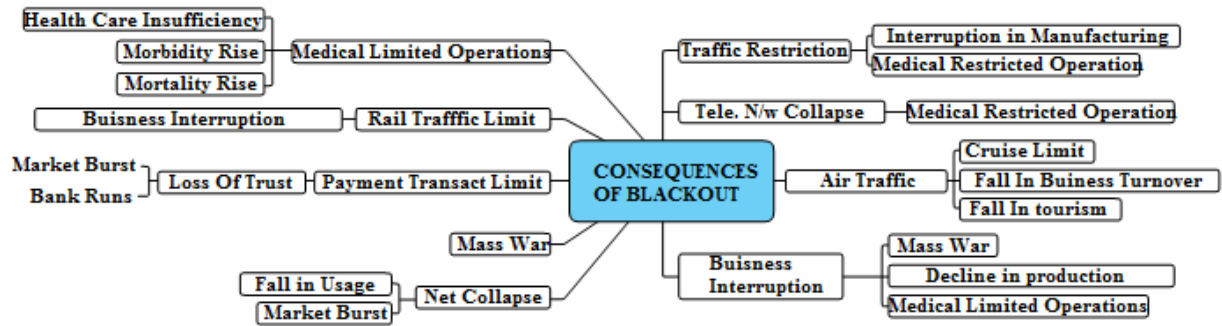 Health Care Insufficiency
Morbidity Rise
Mortality Rise
Medical Limited Operations
Buisness Interruption
Rail Trafffic Limit
Market Burst
Bank Runs
Loss Of Trust
Payment Transact Limit
Mass War
Fall in Usage
Market Burst
Net Collapse
CONSEQUENCES
OF BLACKOUT
Traffic Restriction
Interruption in Manufacturing
Medical Restricted Operation
Tele. N/w Collapse
Medical Restricted Operation
Air Traffic
Cruise Limit
Fall In Buiness Turnover
Fall In tourism
Buisness
Interruption
Mass War
Decline in production
Medical Limited Operations